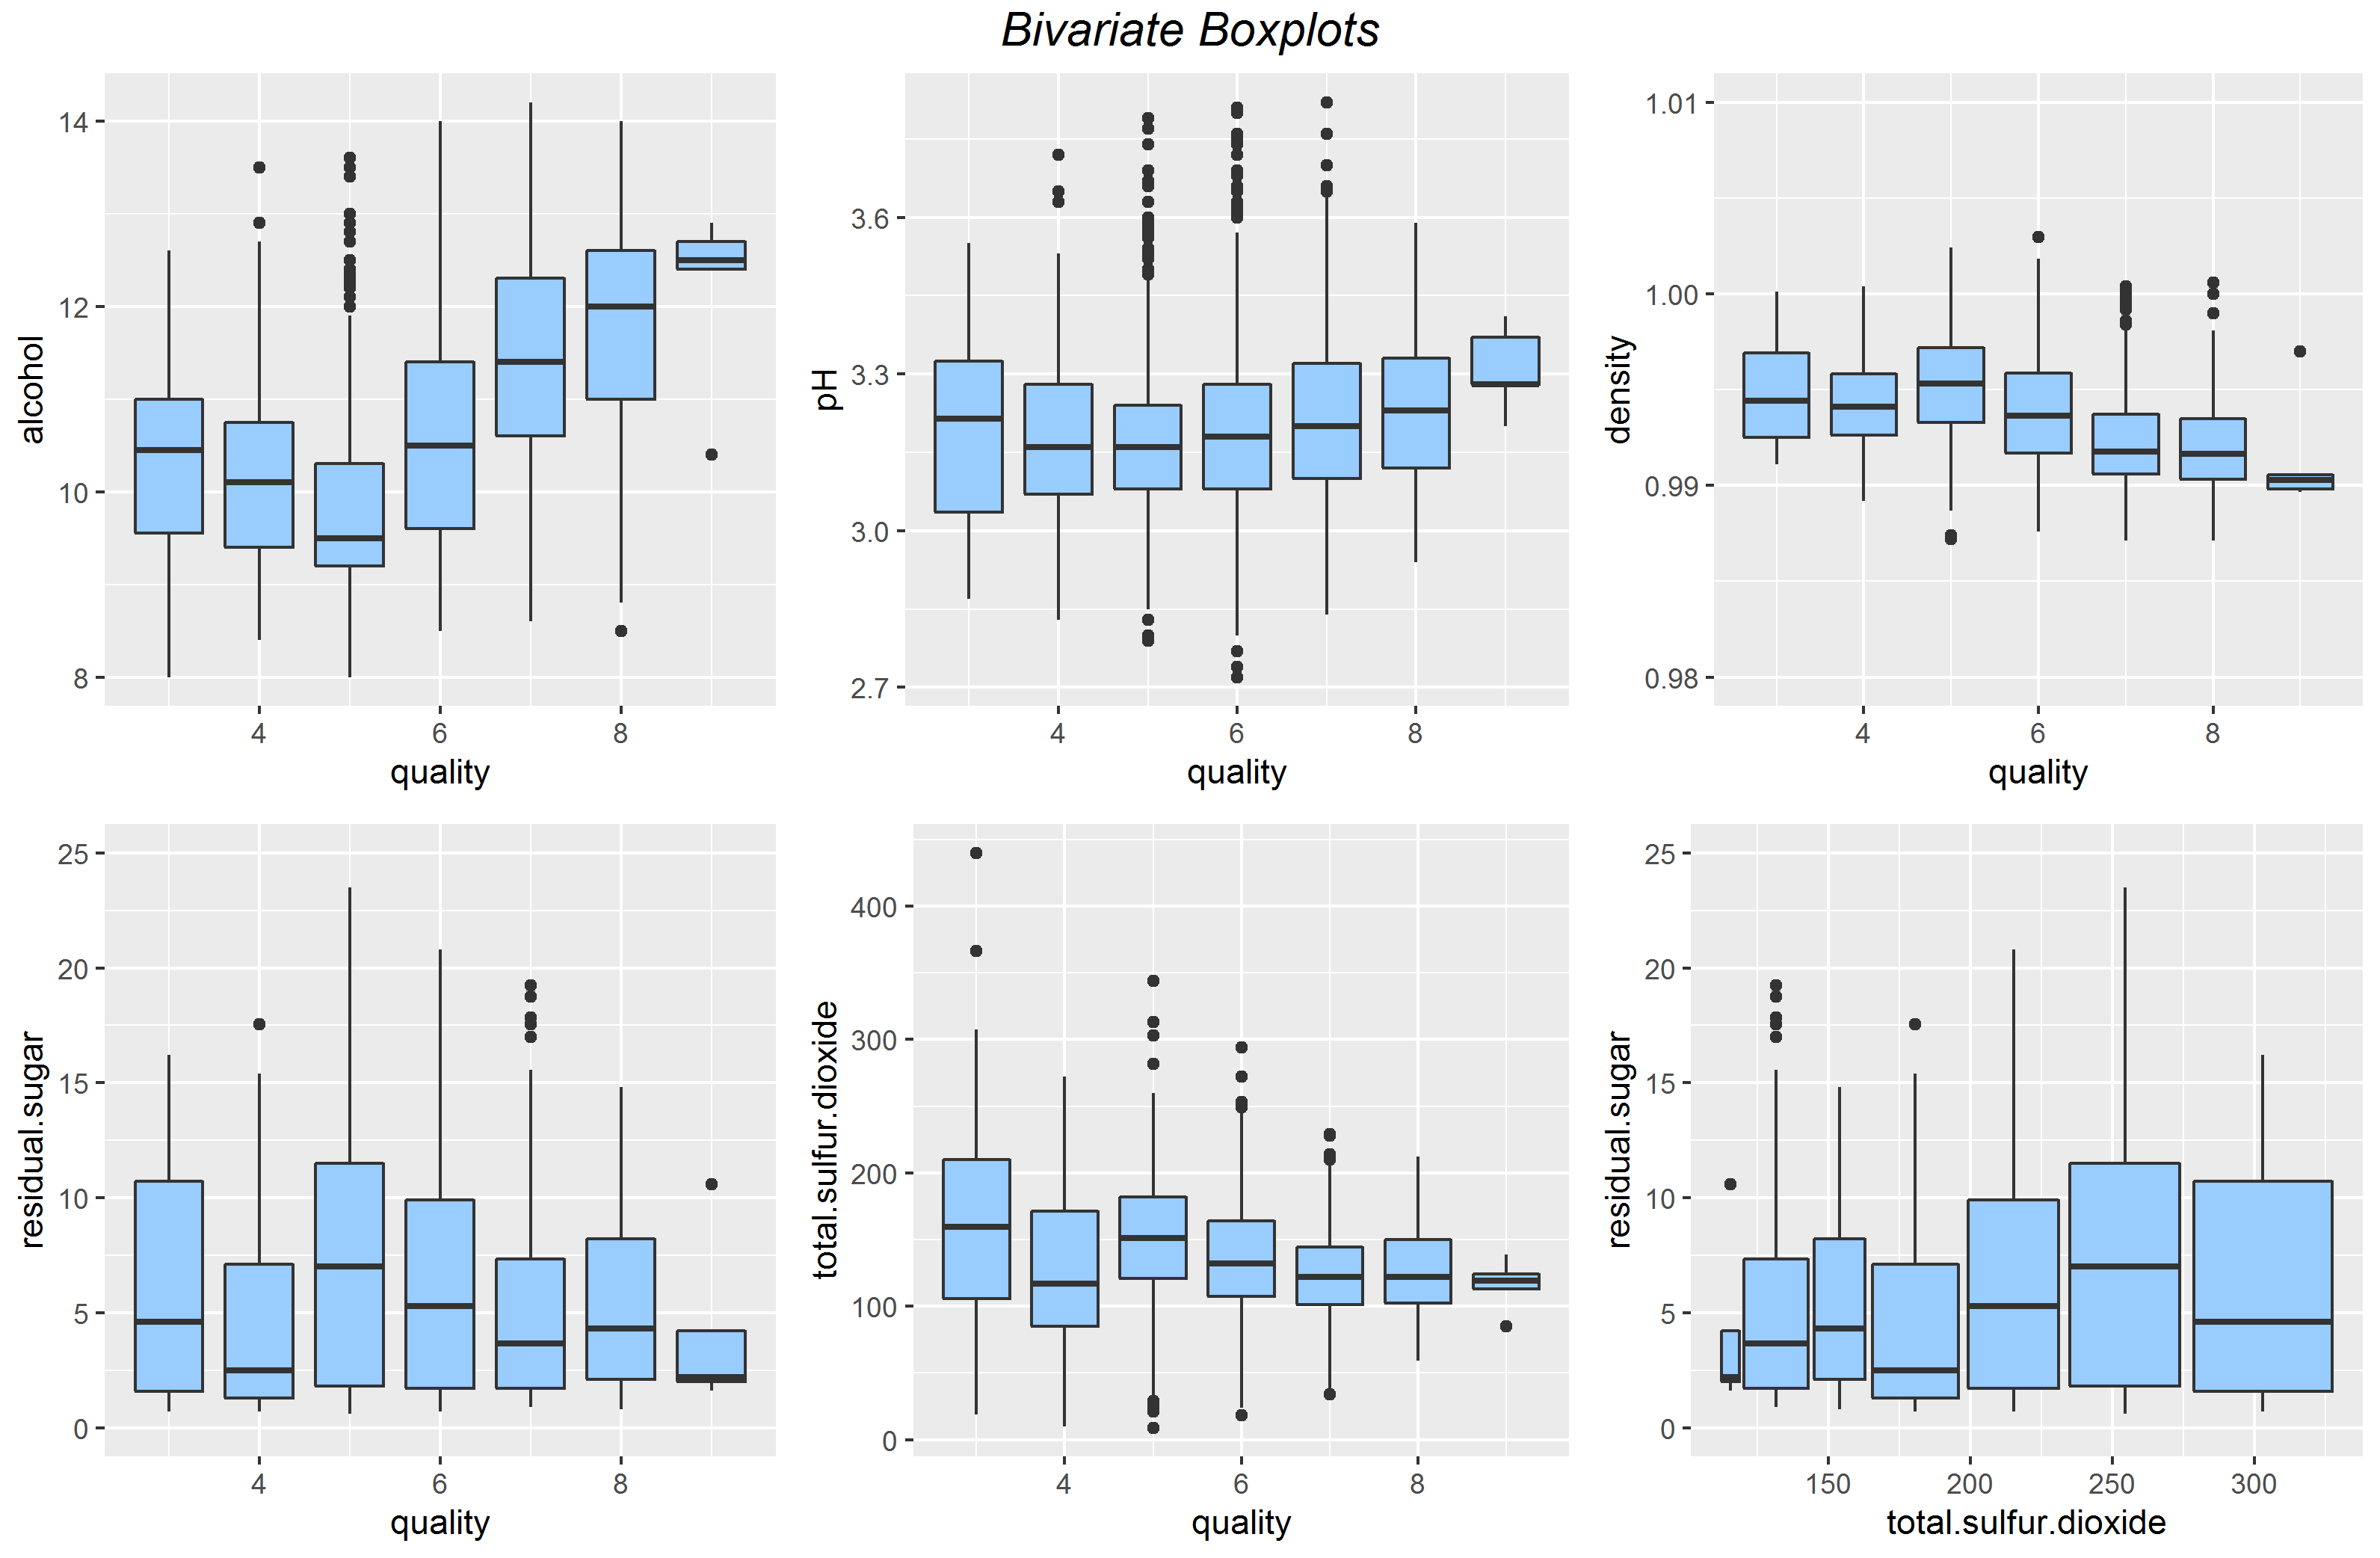 Bivariate Boxplots
alcohol
14
12
10
8
4 6 8
quality
pH
3.6
3.3
3.0
2.7
4 6 8
quality
density
1.01
1.00
0.99
0.98
4 6 8
quality
residual.sugar
25
20
15
10
5
0
4 6 8
quality
total.sulfur.dioxide
400
300
200
100
0
4 6 8
quality
residual.sugar
25
20
15
10
5
0
150 200 250 300
total.sulfur.dioxide